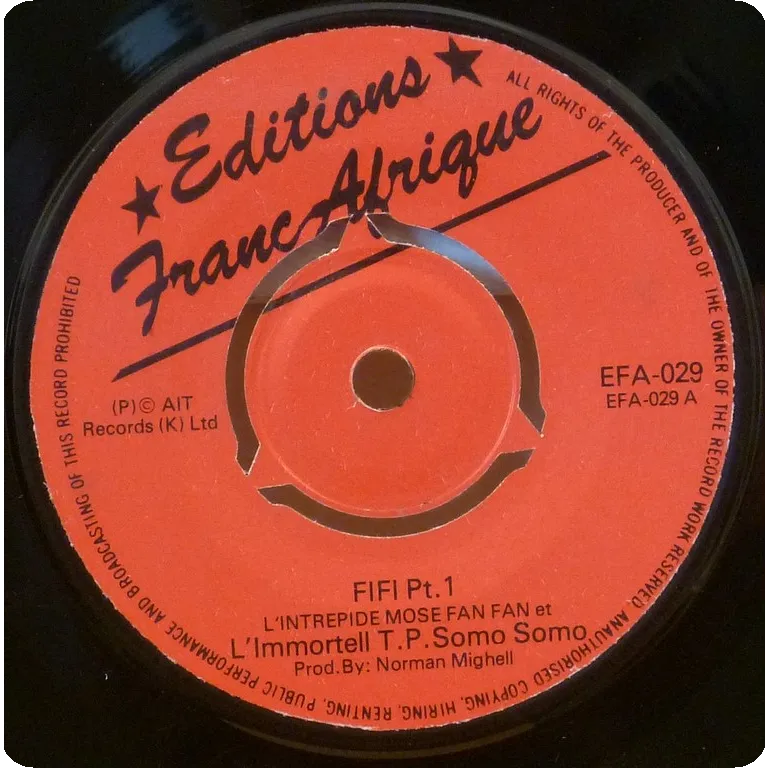 Editions
FrancAfrique
ALL RIGHTS OF THE PRODUCER AND OF THE OWNER OF THE RECORD WORK RESERVED. ANAUTHORISED COPYING, HIRING, RENTING, PUBLIC PERFORMANCE AND BROADCASTING OF THIS RECORD PROHIBITED
(P)© AIT
Records (K) Ltd
EFA-029
EFA-029 A
FIFI Pt.1
L'INTREPIDE MOSE FAN FAN et
L'Immortell T.P.Somo Somo
Prod.By: Norman Mighell